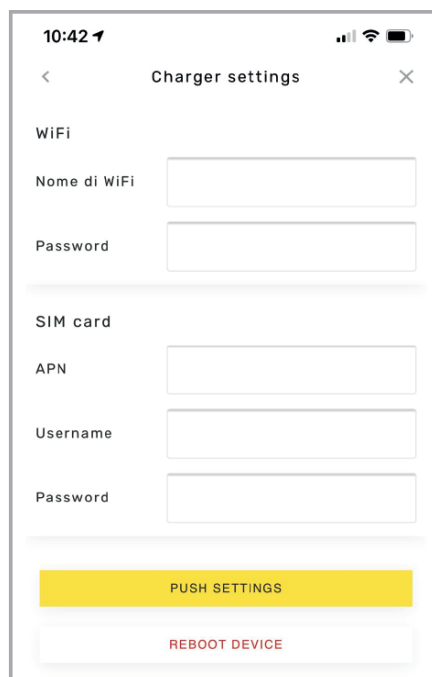 10:42
Charger settings
WiFi
Nome di WiFi
Password
SIM card
APN
Username
Password
PUSH SETTINGS
REBOOT DEVICE